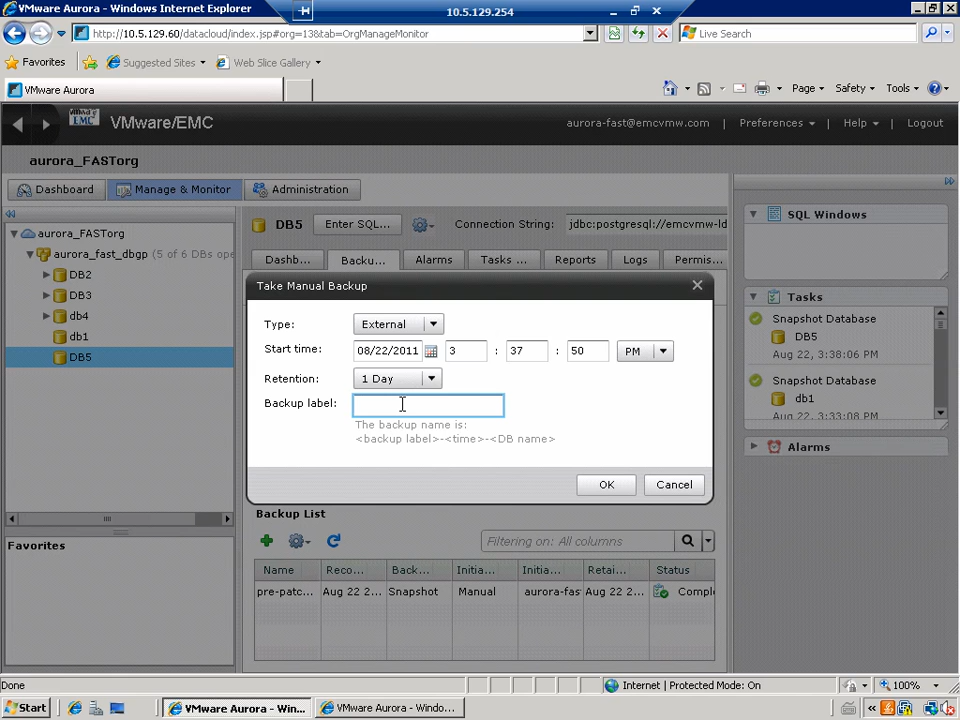 VMware Aurora - Windows Internet Explorer
10.5.129.254
http://10.5.129.60/datacloud/index.jsp#org=13&tab=OrgManageMonitor
Live Search
Favorites
Suggested Sites
Web Slice Gallery
VMware Aurora
Page
Safety
Tools
EMC
VMware/EMC
aurora-fast@emcvmw.com
Preferences
Help
Logout
aurora_FASTorg
Dashboard
Manage & Monitor
Administration
aurora_FASTorg
aurora_fast_dbgp (5 of 6 DBs ope
DB2
DB3
db4
db1
DB5
DB5
Enter SQL...
Connection String:
jdbc:postgresql://emcvmw-ld
Dashb...
Backu...
Alarms
Tasks ...
Reports
Logs
Permis...
Take Manual Backup
Type:
External
Start time:
08/22/2011
3 : 37 : 50
PM
Retention:
1 Day
Backup label:
The backup name is:
<backup label>-<time>-<DB name>
OK
Cancel
Backup List
Filtering on: All columns
Name
Reco...
Back...
Initia...
Initia...
Retai...
Status
pre-patc...
Aug 22 2...
Snapshot
Manual
aurora-fas
Aug 22 2...
Compl
SQL Windows
Tasks
Snapshot Database
DB5
Aug 22, 3:38:06 PM
Snapshot Database
db1
Aug 22, 3:33:08 PM
Alarms
Favorites
Done
Internet | Protected Mode: On
100%
Start
VMware Aurora - Win...
VMware Aurora - Windo...